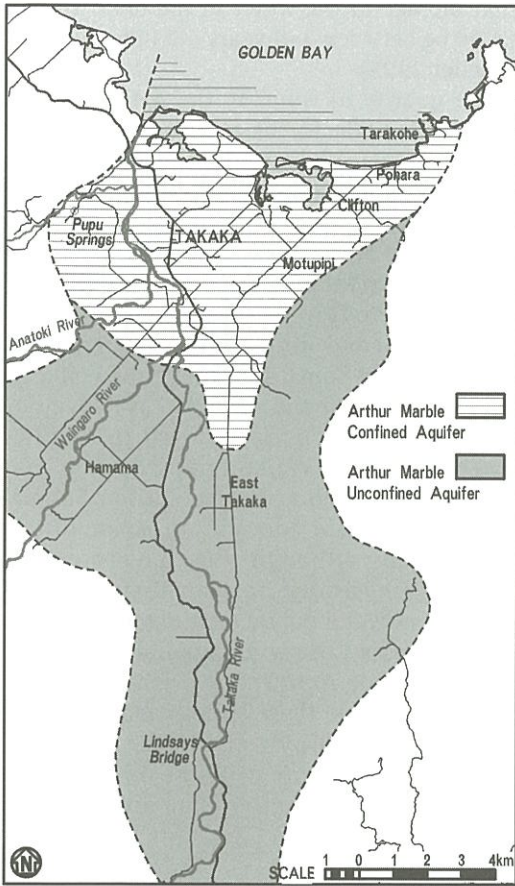 GOLDEN BAY
Tarakohe
Pohara
Clifton
Pupu
Springs
TAKAKA
Motupipi
Anatoki River
Waingaro River
Hamama
East
Takaka
Arthur Marble
Confined Aquifer
Arthur Marble
Unconfined Aquifer
Takaka River
Lindsays
Bridge
N
SCALE 1 0 1 2 3 4km